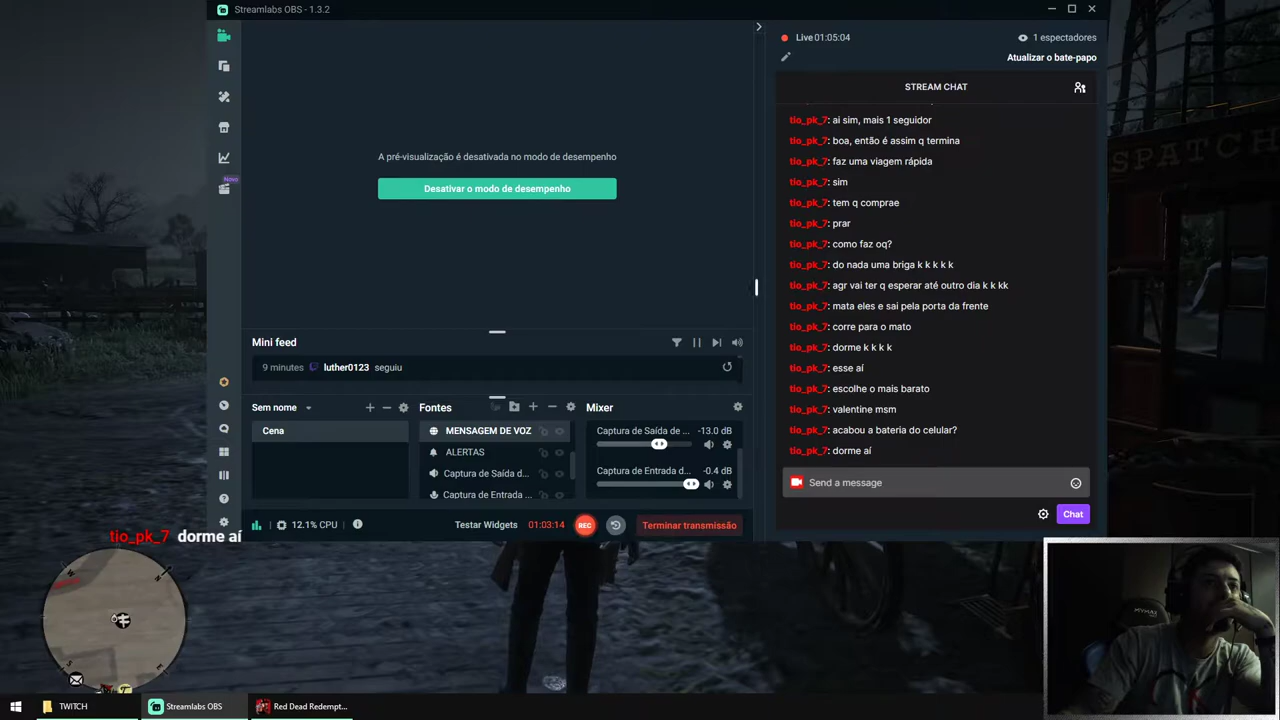 Streamlabs OBS - 1.3.2
Live 01:05:04
1 espectadores
Atualizar o bate-papo
STREAM CHAT
A pré-visualização é desativada no modo de desempenho
Desativar o modo de desempenho
Novo
tio_pk_7: ai sim, mais 1 seguidor
tio_pk_7: boa, então é assim q termina
tio_pk_7: faz uma viagem rápida
tio_pk_7: sim
tio_pk_7: tem q comprae
tio_pk_7: prar
tio_pk_7: como faz oq?
tio_pk_7: do nada uma briga k k k k k
tio_pk_7: agr vai ter q esperar até outro dia k k kk
tio_pk_7: mata eles e sai pela porta da frente
tio_pk_7: corre para o mato
tio_pk_7: dorme k k k k
tio_pk_7: esse aí
tio_pk_7: escolhe o mais barato
tio_pk_7: valentine msm
tio_pk_7: acabou a bateria do celular?
tio_pk_7: dorme aí
Send a message
Chat
Mini feed
9 minutes luther0123 seguiu
Sem nome
Cena
Fontes
MENSAGEM DE VOZ
ALERTAS
Captura de Saída d...
Captura de Entrada ...
Mixer
Captura de Saída de ... -13.0 dB
Captura de Entrada d... -0.4 dB
12.1% CPU
Testar Widgets
01:03:14
REC
Terminar transmissão
tio_pk_7 dorme aí
SPATCH
TWITCH
Streamlabs OBS
Red Dead Redempt...